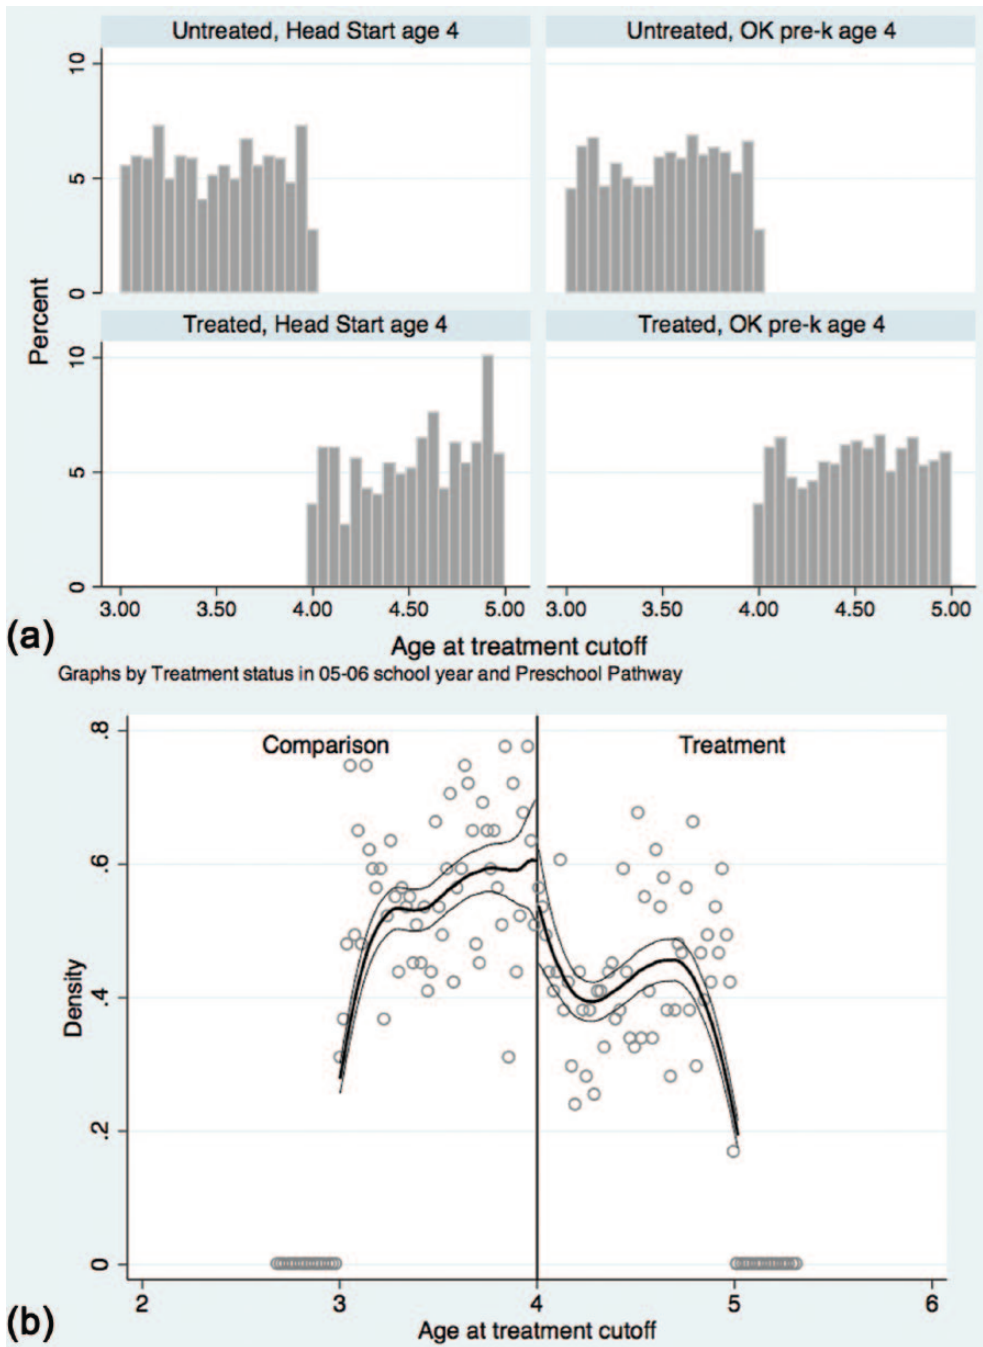 Untreated, Head Start age 4 Untreated, OK pre-k age 4
10
5
0
Percent
Treated, Head Start age 4 Treated, OK pre-k age 4
10
5
0
3.00 3.50 4.00 4.50 5.00 3.00 3.50 4.00 4.50 5.00
(a)
Age at treatment cutoff
Graphs by Treatment status in 05-06 school year and Preschool Pathway
Comparison Treatment
.8
.6
.4
.2
0
Density
2 3 4 5 6
(b)
Age at treatment cutoff